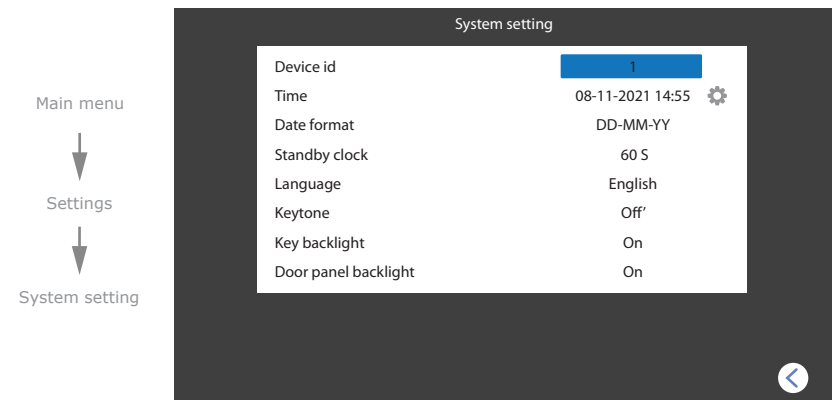 Main menu
Settings
System setting
System setting
Device id 1
Time 08-11-2021 14:55
Date format DD-MM-YY
Standby clock 60 S
Language English
Keytone Off’
Key backlight On
Door panel backlight On